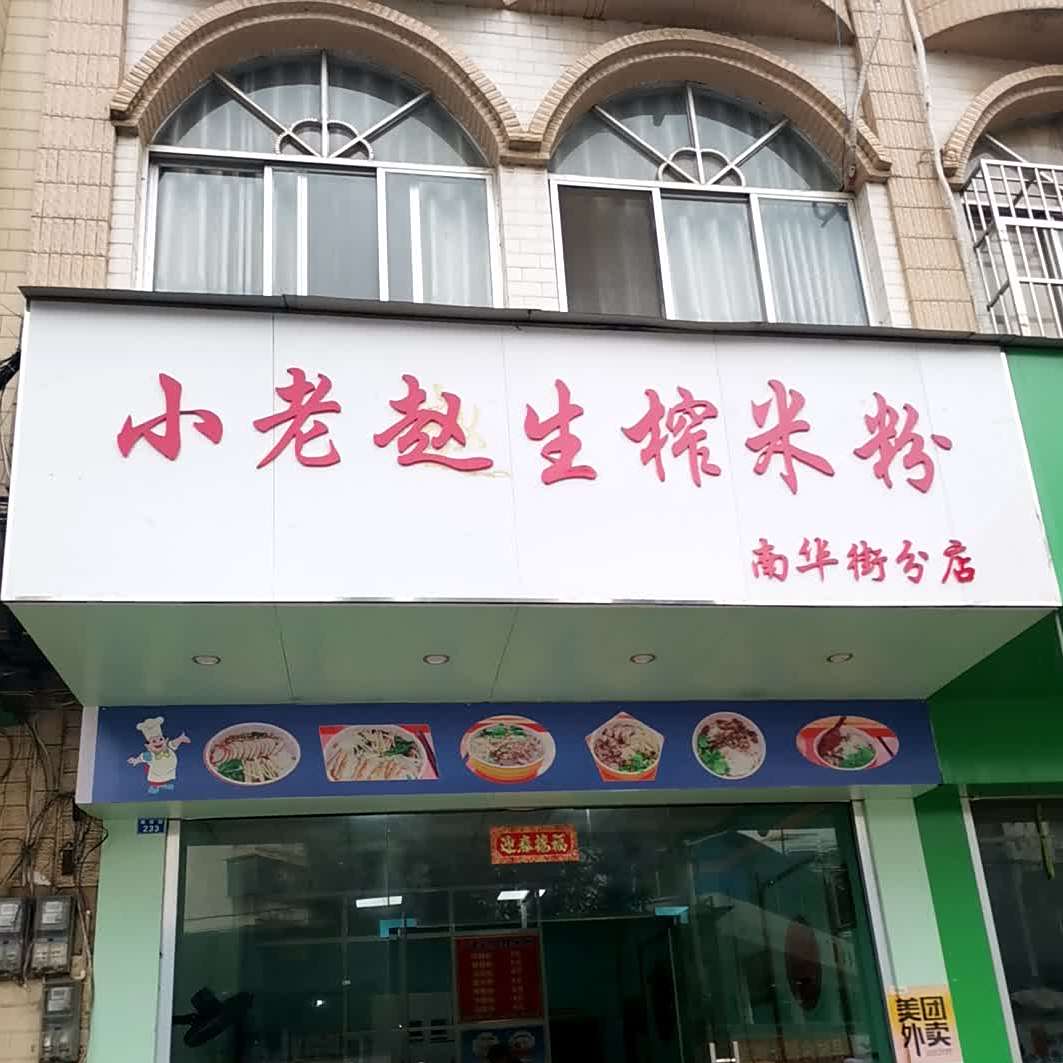 小老赵生榨米粉
南华街分店
233
迎春接福
美团
外卖